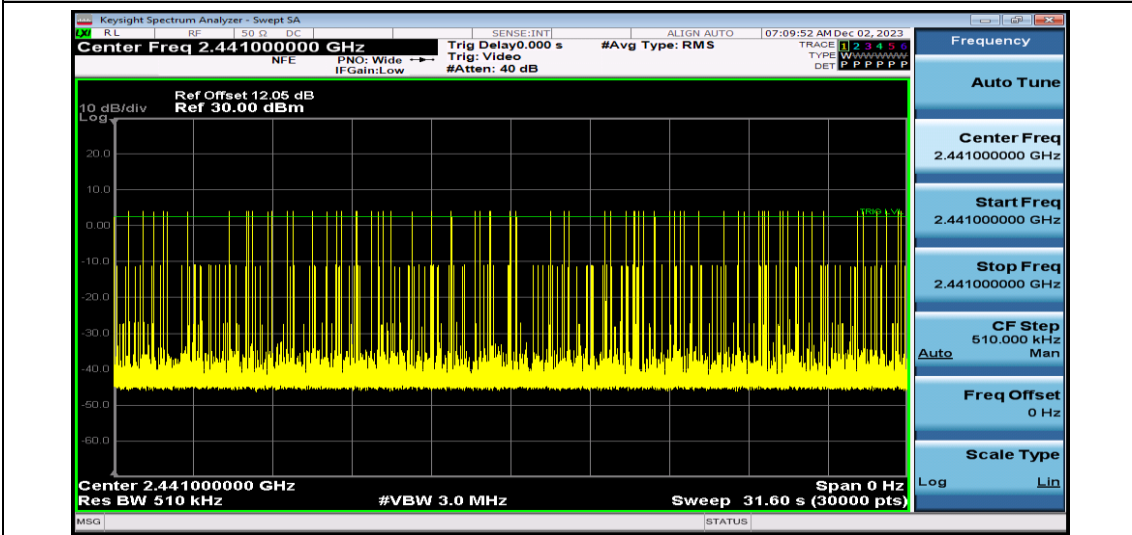 Keysight Spectrum Analyzer - Swept SA
LXI RL RF 50 Ω DC SENSE:INT ALIGN AUTO 07:09:52 AM Dec 02, 2023
Center Freq 2.441000000 GHz
NFE
PNO: Wide
IFGain:Low
Trig Delay0.000 s
Trig: Video
#Atten: 40 dB
#Avg Type: RMS
TRACE 1 2 3 4 5 6
TYPE WWWWWW
DET P P P P P P
Ref Offset 12.05 dB
10 dB/div Ref 30.00 dBm
Log
20.0
10.0
0.00
-10.0
-20.0
-30.0
-40.0
-50.0
-60.0
TRIG LVL
Center 2.441000000 GHz Span 0 Hz
Res BW 510 kHz #VBW 3.0 MHz Sweep 31.60 s (30000 pts)
MSG STATUS
Frequency
Auto Tune
Center Freq
2.441000000 GHz
Start Freq
2.441000000 GHz
Stop Freq
2.441000000 GHz
CF Step
510.000 kHz
Auto Man
Freq Offset
0 Hz
Scale Type
Log Lin